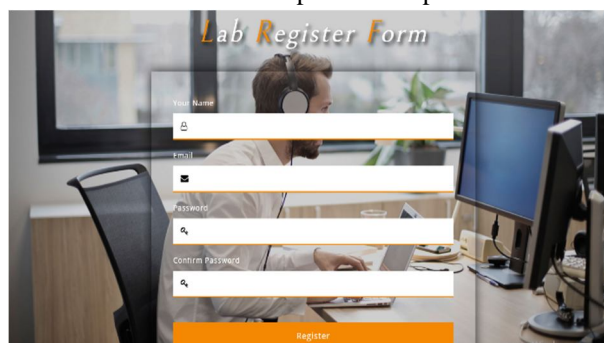 Lab Register Form
Your Name
Email
Password
Confirm Password
Register